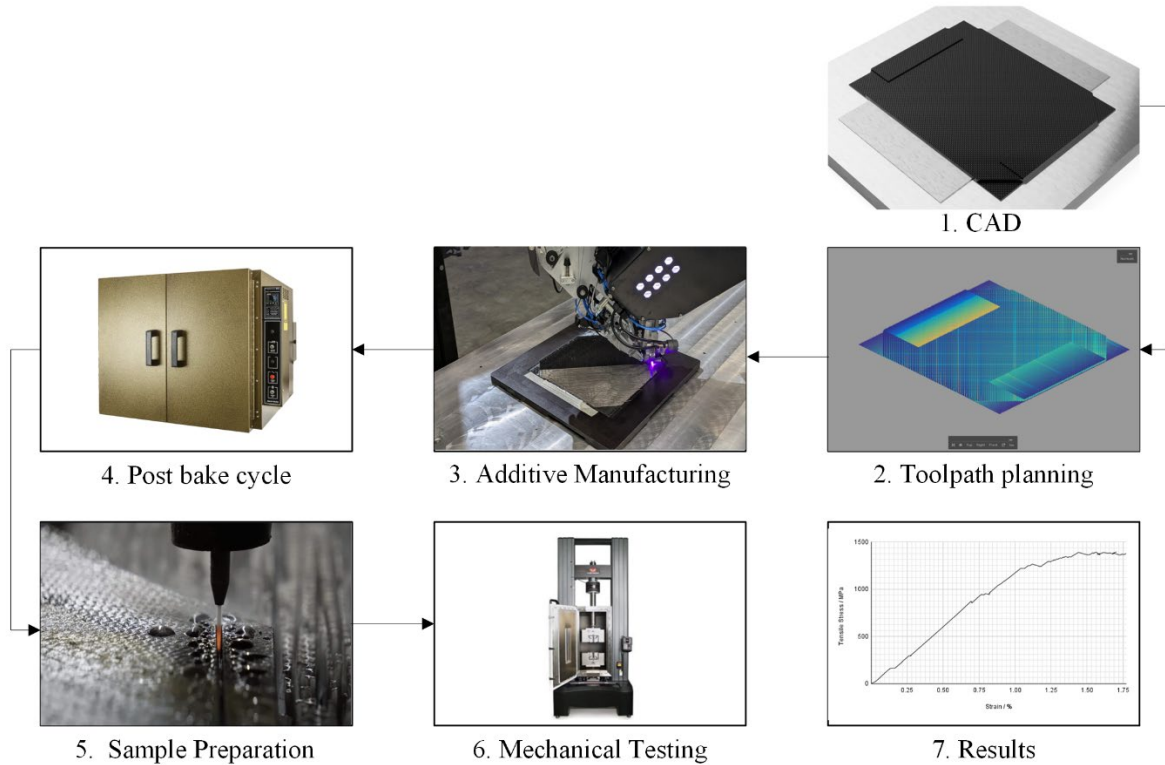 1. CAD
4. Post bake cycle
3. Additive Manufacturing
2. Toolpath planning
5. Sample Preparation
6. Mechanical Testing
1500
1000
500
0
Tensile Stress / MPa
0.25 0.50 0.75 1.00 1.25 1.50 1.75
Strain / %
7. Results